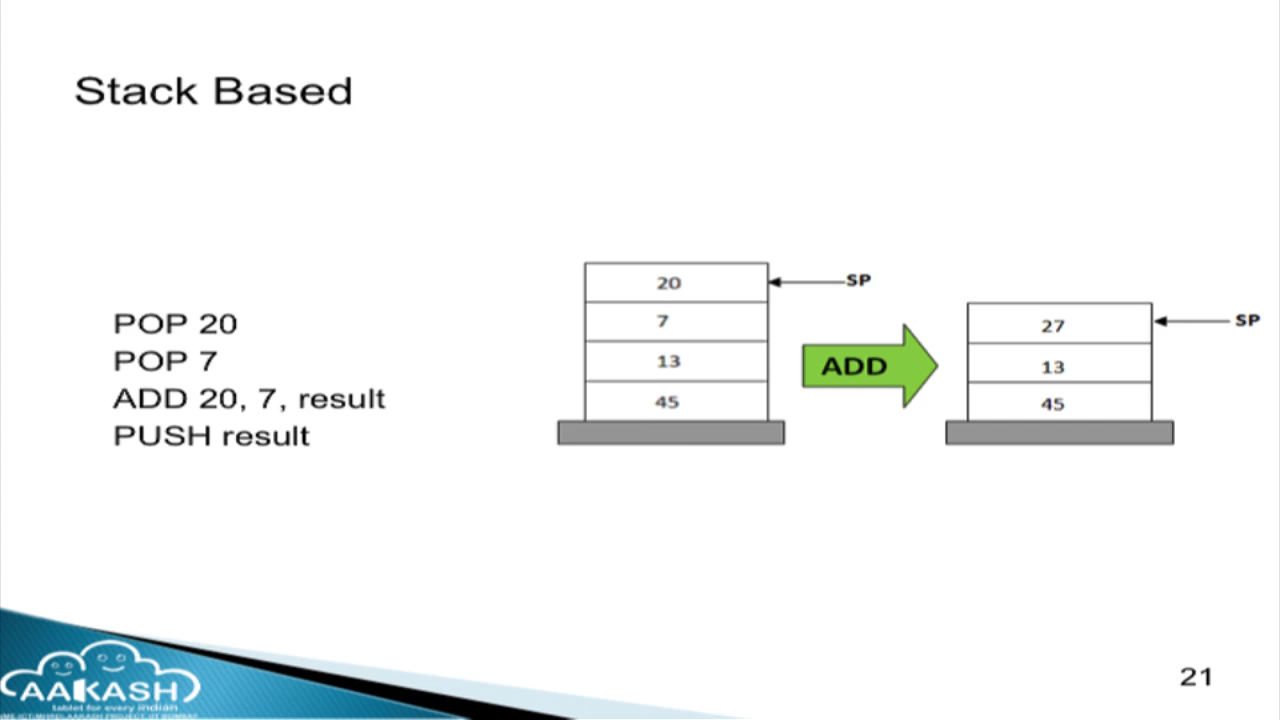 Stack Based
POP 20
POP 7
ADD 20, 7, result
PUSH result
20
7
13
45
SP
ADD
27
13
45
SP
AAKASH
tablet for every indian
21